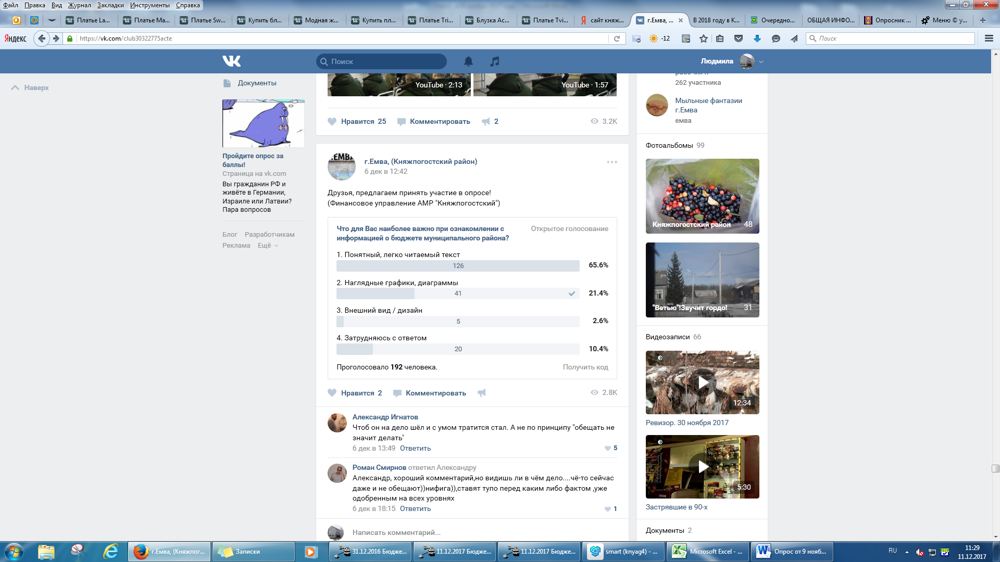 Файл Правка Вид Журнал Закладки Инструменты Справка
Платье La... Платье Ma... Платье Sw... Купить бл... Модная ж... Купить пл... Платье Tri... Блузка Ас... Платье Tvi... сайт княж... г.Емва, ... В 2018 году в К... Очередно... ОБЩАЯ ИНФО... Опросник ... Меню © у...
Яндекс https://vk.com/club30322775acte -12 Поиск
Поиск Людмила
Наверх
Документы
Пройдите опрос за
баллы!
Страница на vk.com
Вы гражданин РФ и
живёте в Германии,
Израиле или Латвии?
Пара вопросов
Блог Разработчикам
Реклама Ещё
YouTube · 2:13 YouTube · 1:57
Нравится 25 Комментировать 2 3.2K
г.Емва, (Княжпогостский район)
6 дек в 12:42
Друзья, предлагаем принять участие в опросе!
(Финансовое управление АМР "Княжпогостский")
Что для Вас наиболее важно при ознакомлении с
информацией о бюджете муниципального района?
Открытое голосование
1. Понятный, легко читаемый текст
126 65.6%
2. Наглядные графики, диаграммы
41 21.4%
3. Внешний вид / дизайн
5 2.6%
4. Затрудняюсь с ответом
20 10.4%
Проголосовало 192 человека. Получить код
Нравится 2 Комментировать 2.8K
Александр Игнатов
Чтоб он на дело шёл и с умом тратится стал. А не по принципу "обещать не
значит делать"
6 дек в 13:49 Ответить 5
Роман Смирнов ответил Александру
Александр, хороший комментарий,но видишь ли в чём дело....чё-то сейчас
даже и не обещают))нифига)),ставят тупо перед каким либо фактом ,уже
одобренным на всех уровнях
6 дек в 18:15 Ответить 1
Написать комментарий...
262 участника
Мыльные фантазии
г.Емва
емва
Фотоальбомы 99
Княжпогостский район 48
"Ветью"!Звучит гордо! 31
Видеозаписи 66
12:34
Ревизор. 30 ноября 2017
5:30
Застрявшие в 90-х
Документы 2
г.Емва, (Княжпог... Записки 31.12.2016 Бюдже... 11.12.2017 Бюдже... 11.12.2017 Бюдже... smart (knyag4) - ... Microsoft Excel - ... Опрос от 9 нояб... RU 11:29
11.12.2017